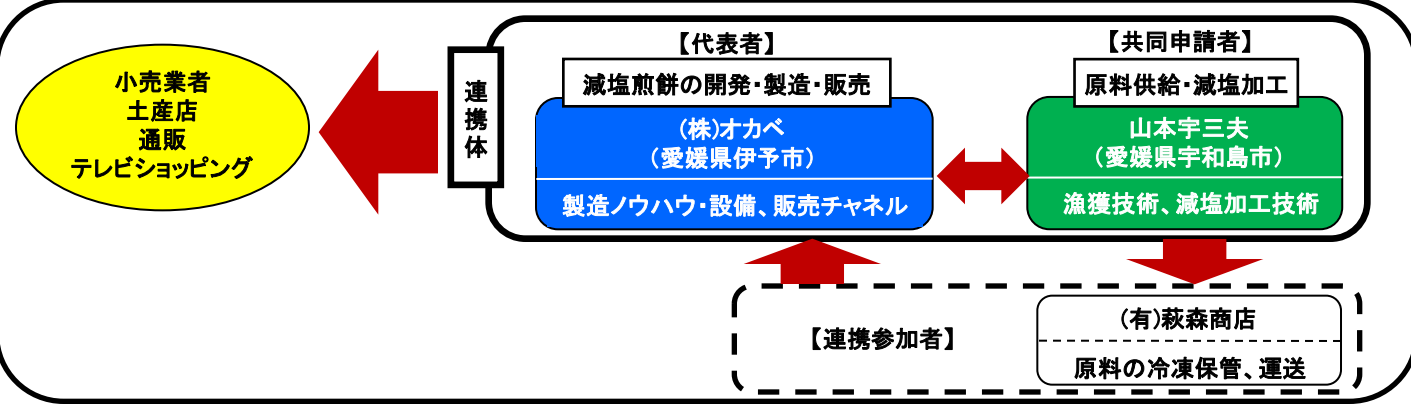 小売業者
土産店
通販
テレビショッピング
連携体
【代表者】
減塩煎餅の開発・製造・販売
(株)オカベ
(愛媛県伊予市)
製造ノウハウ・設備、販売チャネル
【共同申請者】
原料供給・減塩加工
山本宇三夫
(愛媛県宇和島市)
漁獲技術、減塩加工技術
【連携参加者】
(有)萩森商店
原料の冷凍保管、運送